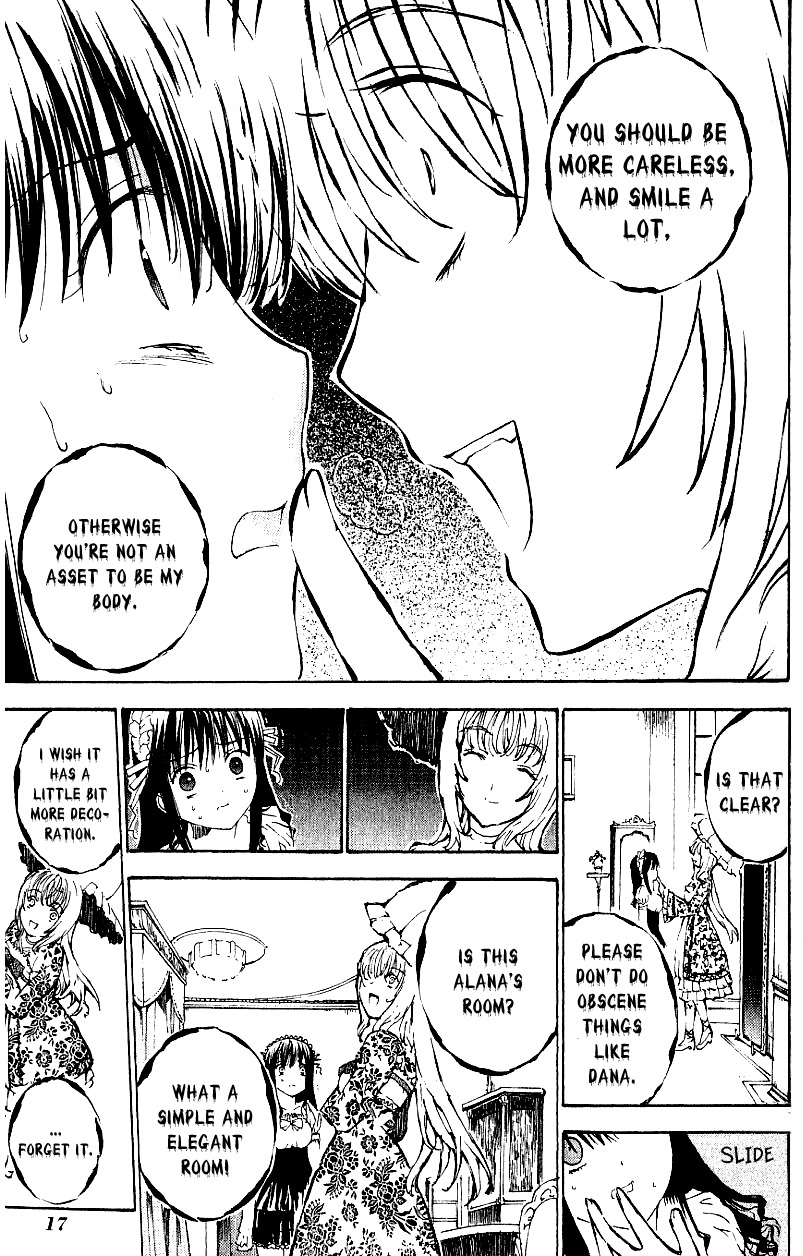 YOU SHOULD BE
MORE CARELESS,
AND SMILE A
LOT,
OTHERWISE
YOU'RE NOT AN
ASSET TO BE MY
BODY.
IS THAT
CLEAR?
PLEASE
DON'T DO
OBSCENE
THINGS
LIKE
DANA.
SLIDE
IS THIS
ALANA'S
ROOM?
WHAT A
SIMPLE AND
ELEGANT
ROOM!
I WISH IT
HAS A
LITTLE BIT
MORE DECO-
RATION.
...
FORGET IT.
17